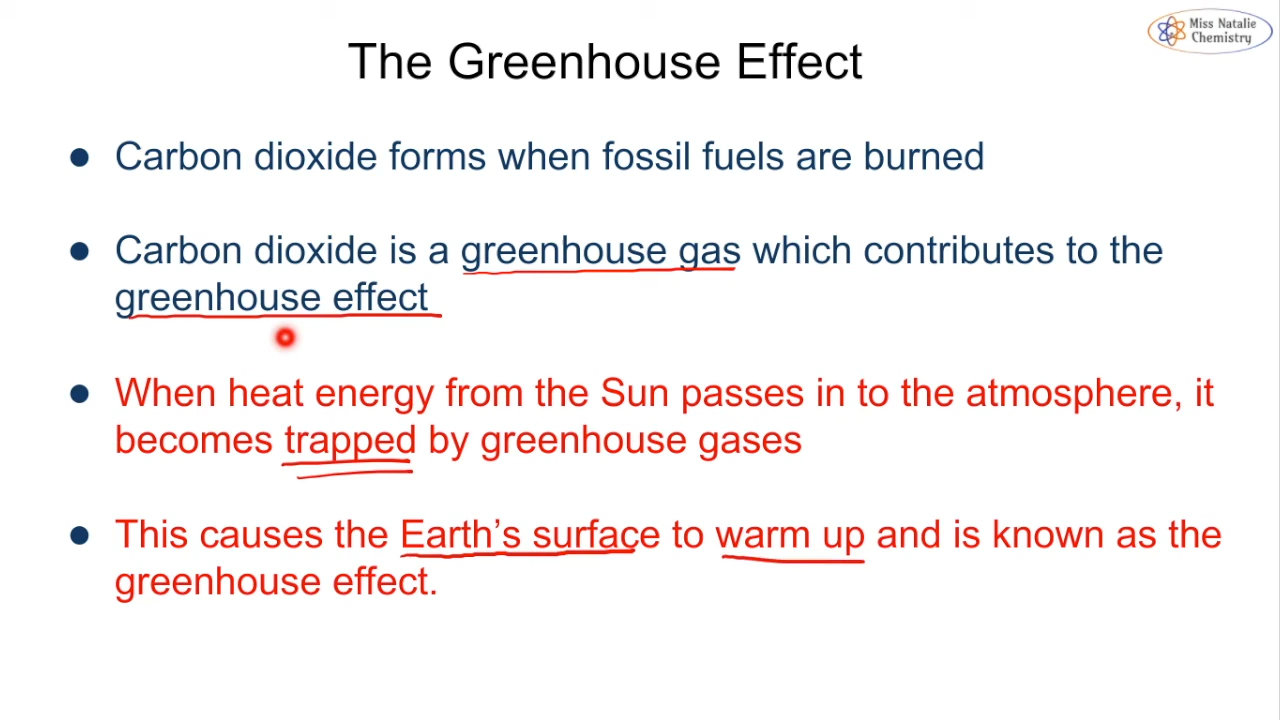 Miss Natalie
Chemistry
The Greenhouse Effect
● Carbon dioxide forms when fossil fuels are burned
● Carbon dioxide is a greenhouse gas which contributes to the
greenhouse effect
● When heat energy from the Sun passes in to the atmosphere, it
becomes trapped by greenhouse gases
● This causes the Earth’s surface to warm up and is known as the
greenhouse effect.